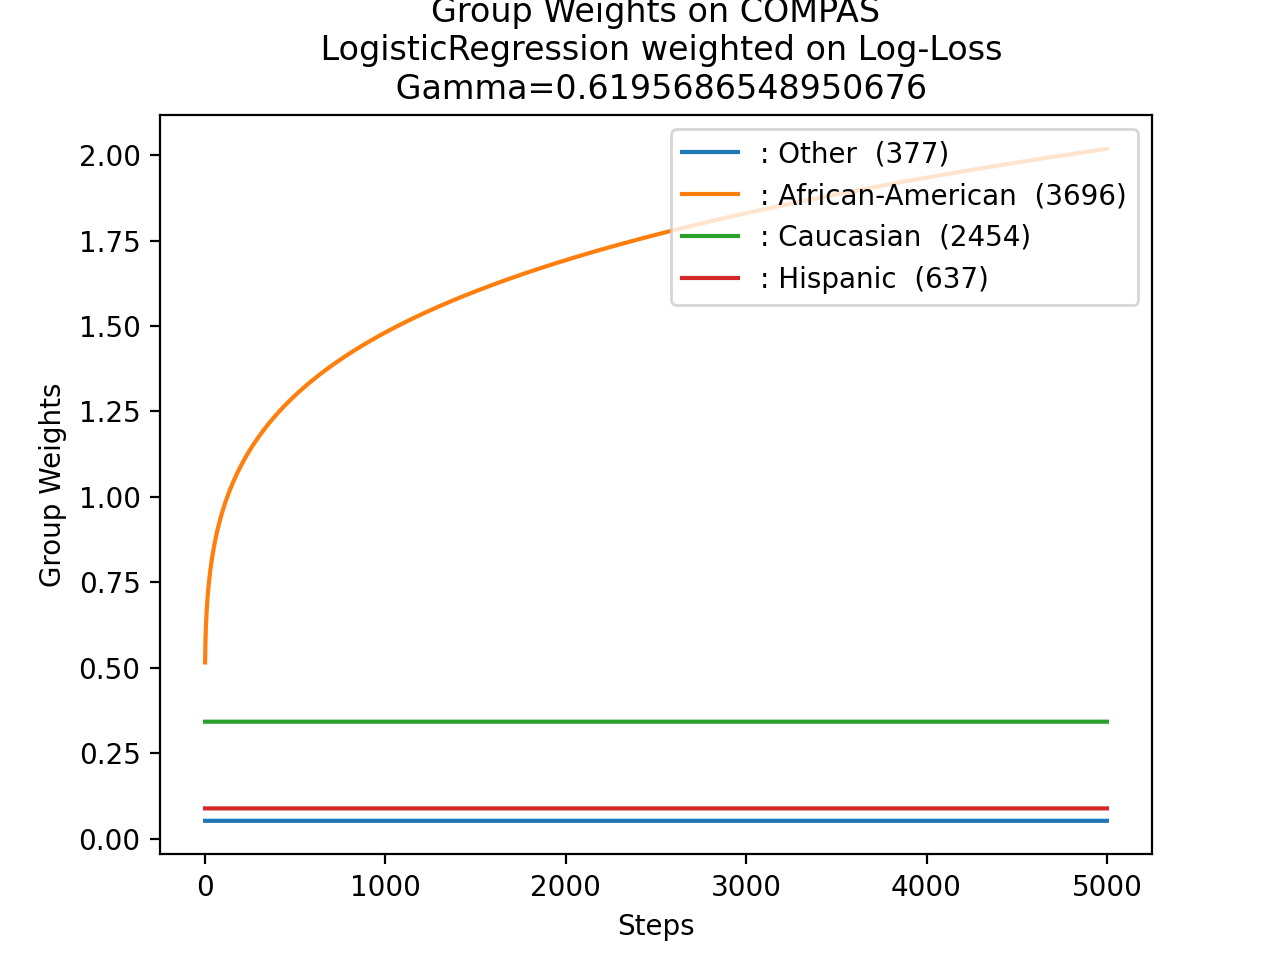 Group Weights on COMPAS
LogisticRegression weighted on Log-Loss
Gamma=0.6195686548950676
: Other (377)
: African-American (3696)
: Caucasian (2454)
: Hispanic (637)
Group Weights
2.00
1.75
1.50
1.25
1.00
0.75
0.50
0.25
0.00
0 1000 2000 3000 4000 5000
Steps